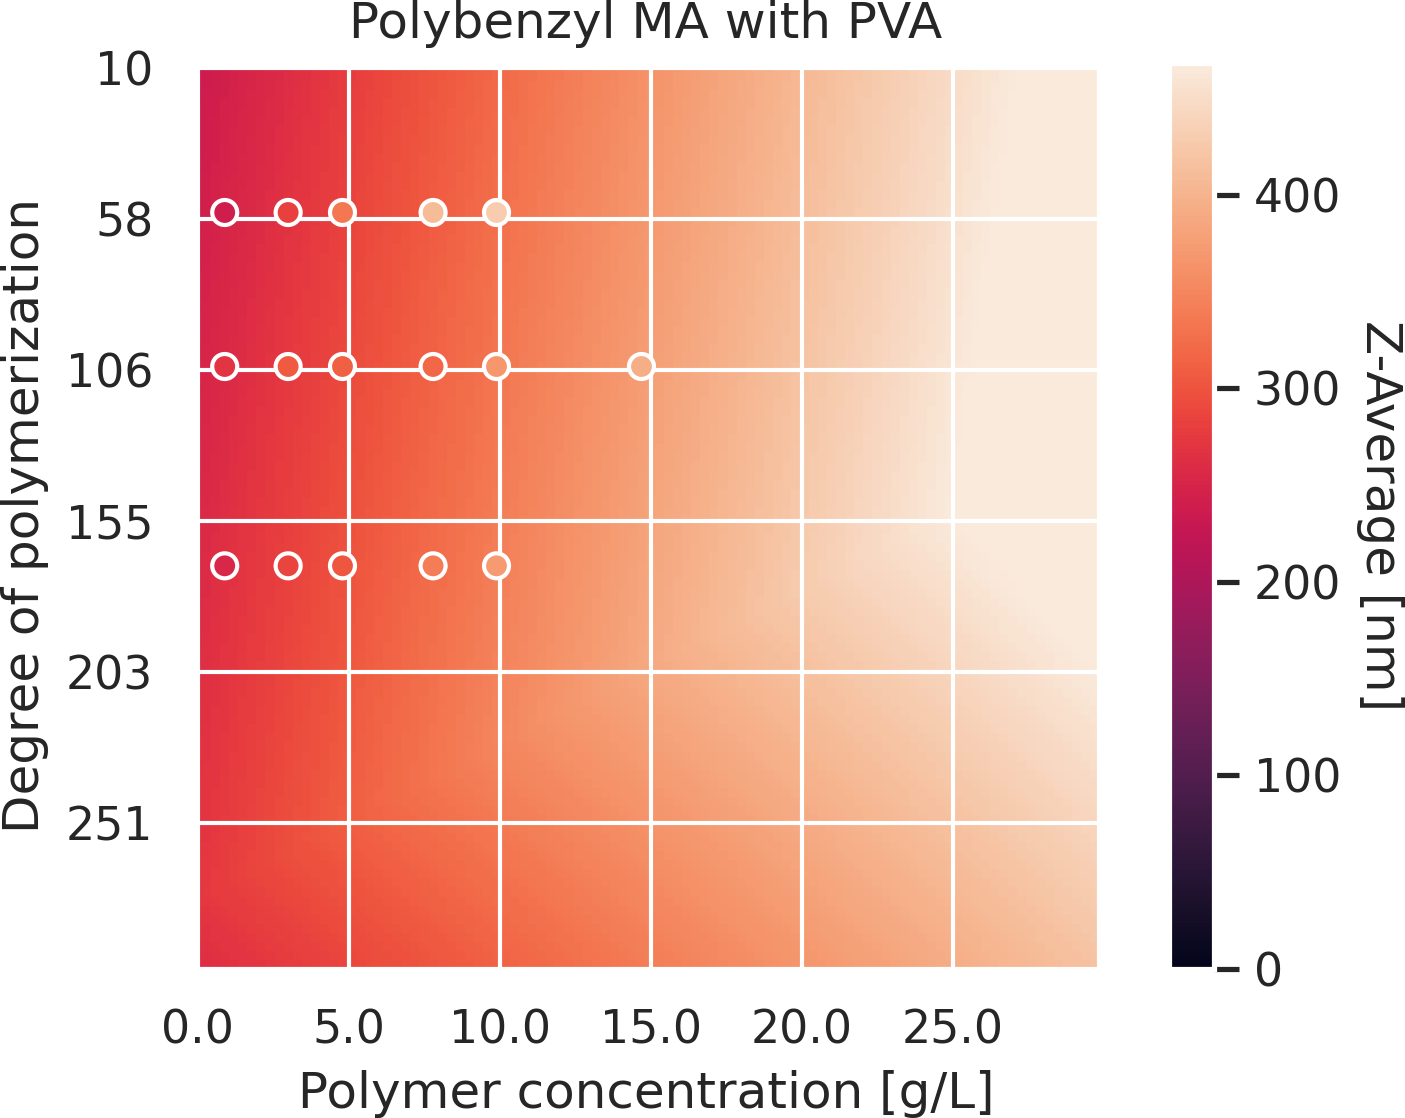 Polybenzyl MA with PVA
10
58
106
155
203
251
Degree of polymerization
0.0 5.0 10.0 15.0 20.0 25.0
Polymer concentration [g/L]
400
300
200
100
0
Z-Average [nm]